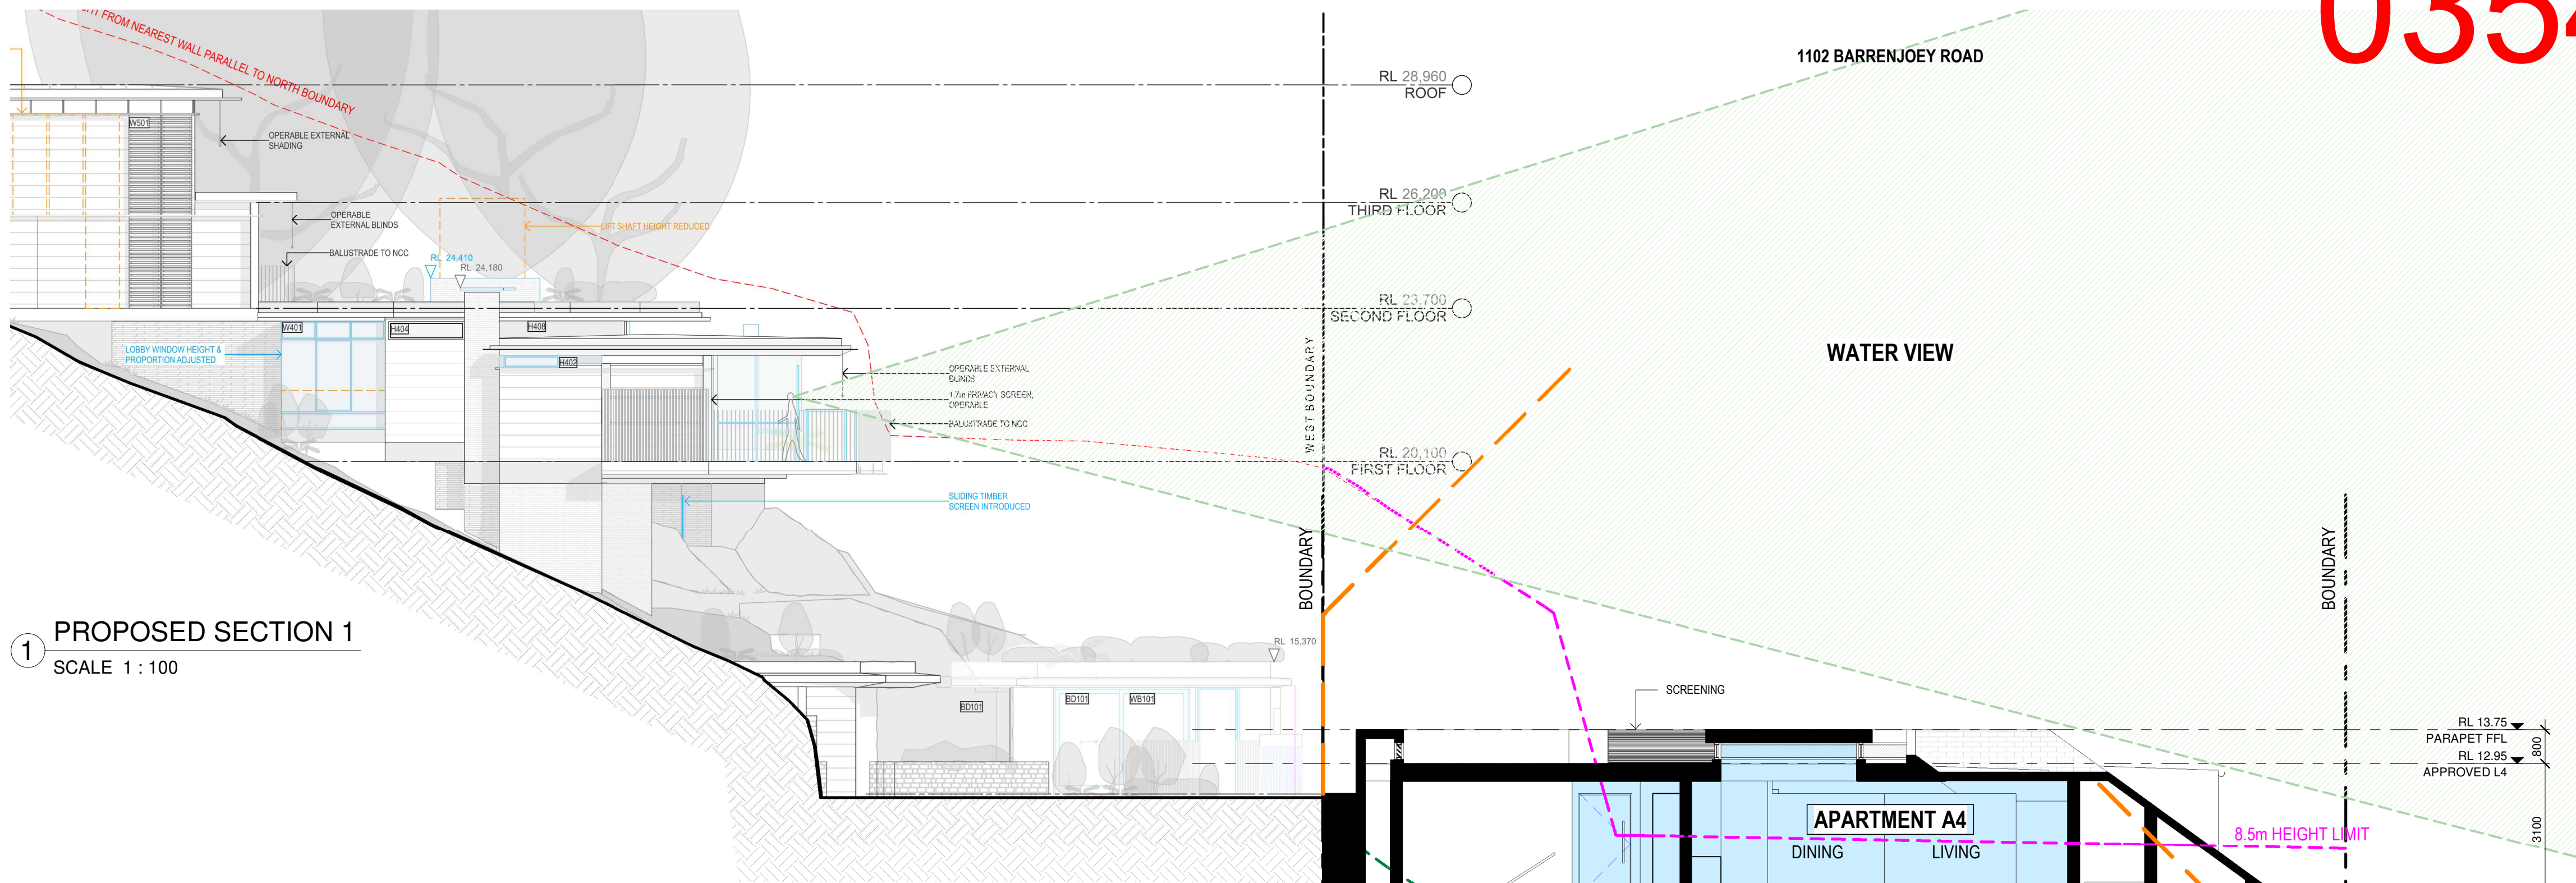 0354
1102 BARRENJOEY ROAD
FROM NEAREST WALL PARALLEL TO NORTH BOUNDARY
RL 28,960
ROOF
W501
OPERABLE EXTERNAL
SHADING
RL 26,200
THIRD FLOOR
OPERABLE
EXTERNAL BLINDS
LIFT SHAFT HEIGHT REDUCED
BALUSTRADE TO NCC
RL 24,410
RL 24,180
RL 23,700
SECOND FLOOR
W401
H404
H408
LOBBY WINDOW HEIGHT &
PROPORTION ADJUSTED
H402
WATER VIEW
WEST BOUNDARY
OPERABLE EXTERNAL
BLINDS
1.7m PRIVACY SCREEN,
OPERABLE
BALUSTRADE TO NCC
RL 20,100
FIRST FLOOR
SLIDING TIMBER
SCREEN INTRODUCED
BOUNDARY
BOUNDARY
1
PROPOSED SECTION 1
SCALE 1 : 100
RL 15,370
BD101
BD101
WB101
SCREENING
RL 13.75
PARAPET FFL
800
RL 12.95
APPROVED L4
APARTMENT A4
DINING
LIVING
8.5m HEIGHT LIMIT
3100